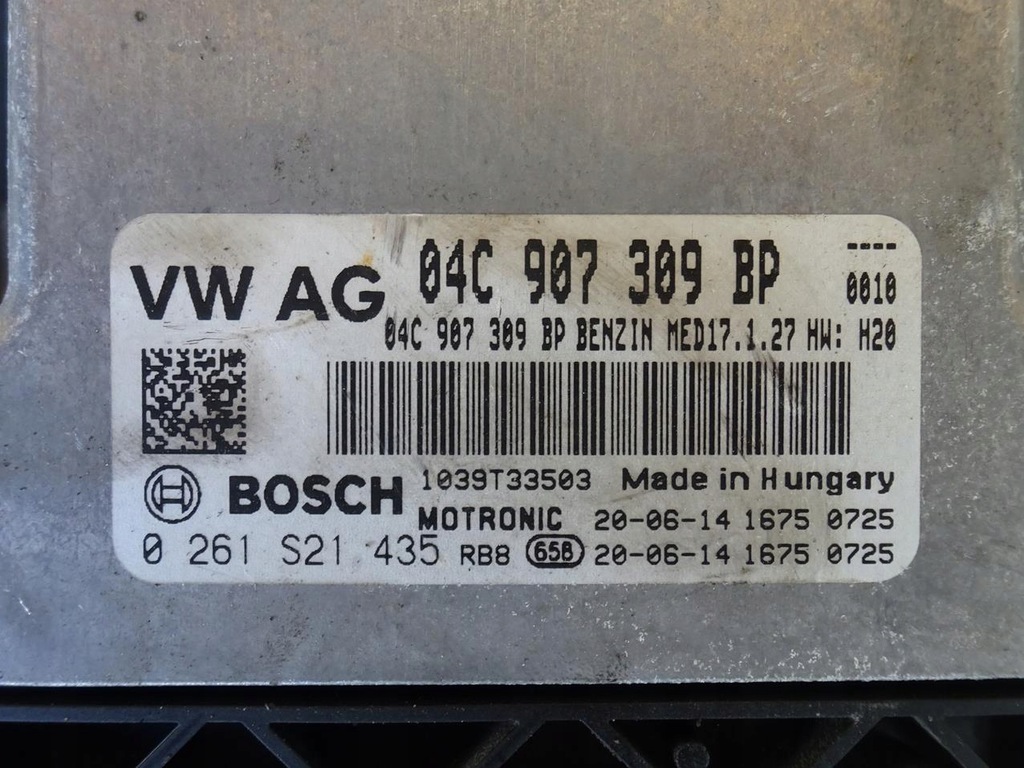 VW AG 04C 907 309 BP ----
0010
04C 907 309 BP BENZIN MED17.1.27 HW: H20
BOSCH 1039T33503 Made in Hungary
MOTRONIC 20-06-14 1675 0725
0 261 S21 435 RB8 658 20-06-14 1675 0725